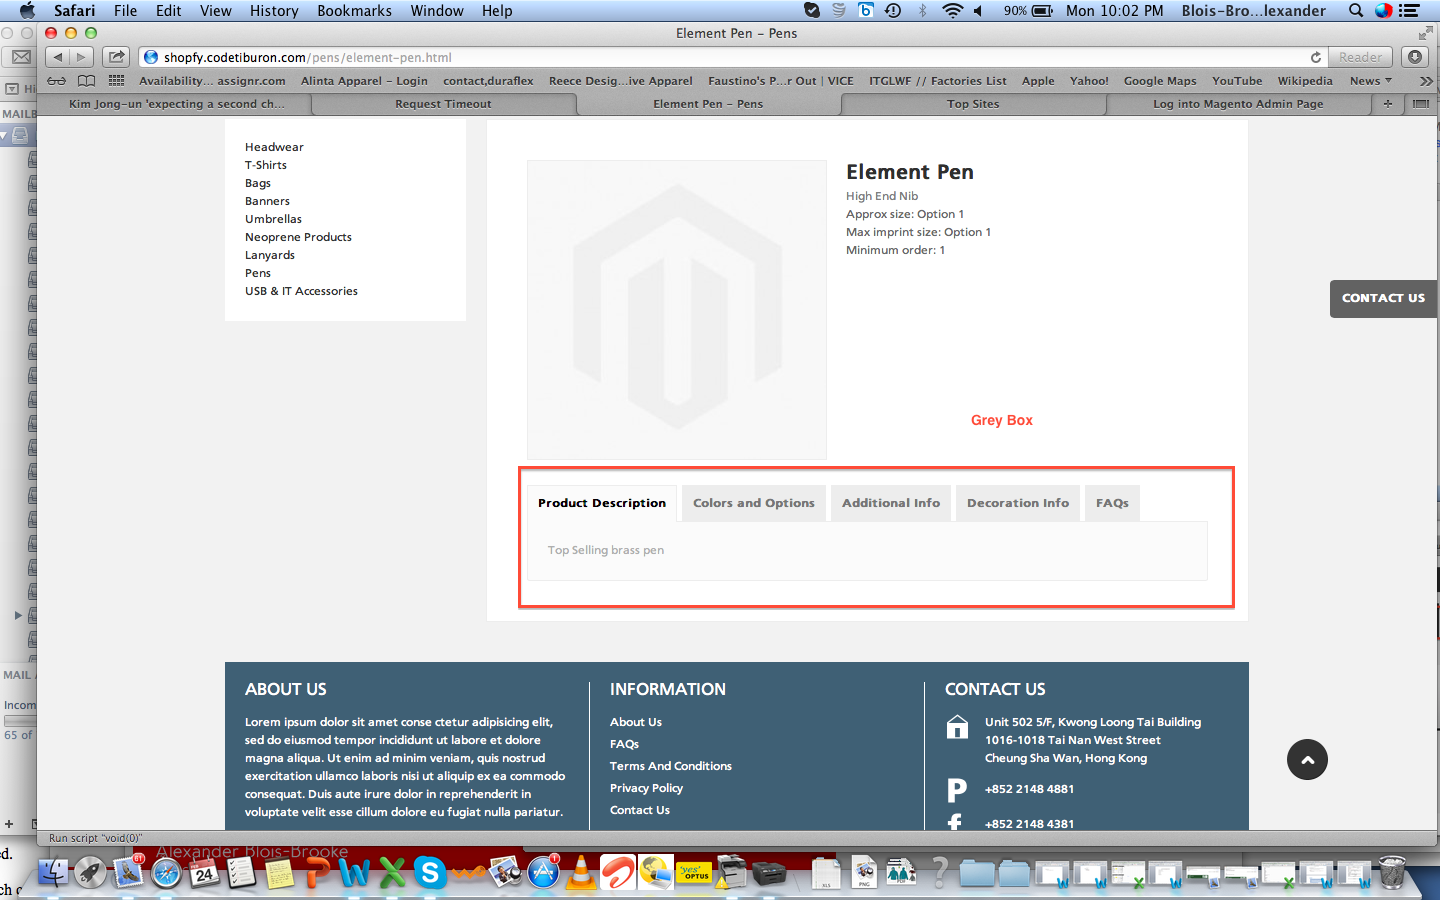 Safari File Edit View History Bookmarks Window Help 90% Mon 10:02 PM Blois-Bro...lexander
Element Pen – Pens
shopfy.codetiburon.com/pens/element-pen.html Reader
Availability... assignr.com Alinta Apparel – Login contact,duraflex Reece Desig...ive Apparel Faustino's P...r Out | VICE ITGLWF // Factories List Apple Yahoo! Google Maps YouTube Wikipedia News
Kim Jong-un 'expecting a second ch... Request Timeout Element Pen – Pens Top Sites Log into Magento Admin Page
MAILB
Headwear
T-Shirts
Bags
Banners
Umbrellas
Neoprene Products
Lanyards
Pens
USB & IT Accessories
Element Pen
High End Nib
Approx size: Option 1
Max imprint size: Option 1
Minimum order: 1
CONTACT US
Grey Box
Product Description Colors and Options Additional Info Decoration Info FAQs
Top Selling brass pen
MAIL A
Incom
65 of
ABOUT US
Lorem ipsum dolor sit amet conse ctetur adipisicing elit,
sed do eiusmod tempor incididunt ut labore et dolore
magna aliqua. Ut enim ad minim veniam, quis nostrud
exercitation ullamco laboris nisi ut aliquip ex ea commodo
consequat. Duis aute irure dolor in reprehenderit in
voluptate velit esse cillum dolore eu fugiat nulla pariatur.
INFORMATION
About Us
FAQs
Terms And Conditions
Privacy Policy
Contact Us
CONTACT US
Unit 502 5/F, Kwong Loong Tai Building
1016-1018 Tai Nan West Street
Cheung Sha Wan, Hong Kong
P +852 2148 4881
f +852 2148 4381
Run script "void(0)"
Alexander Blois-Brooke
24
'yes'
OPTUS
XLS
PNG